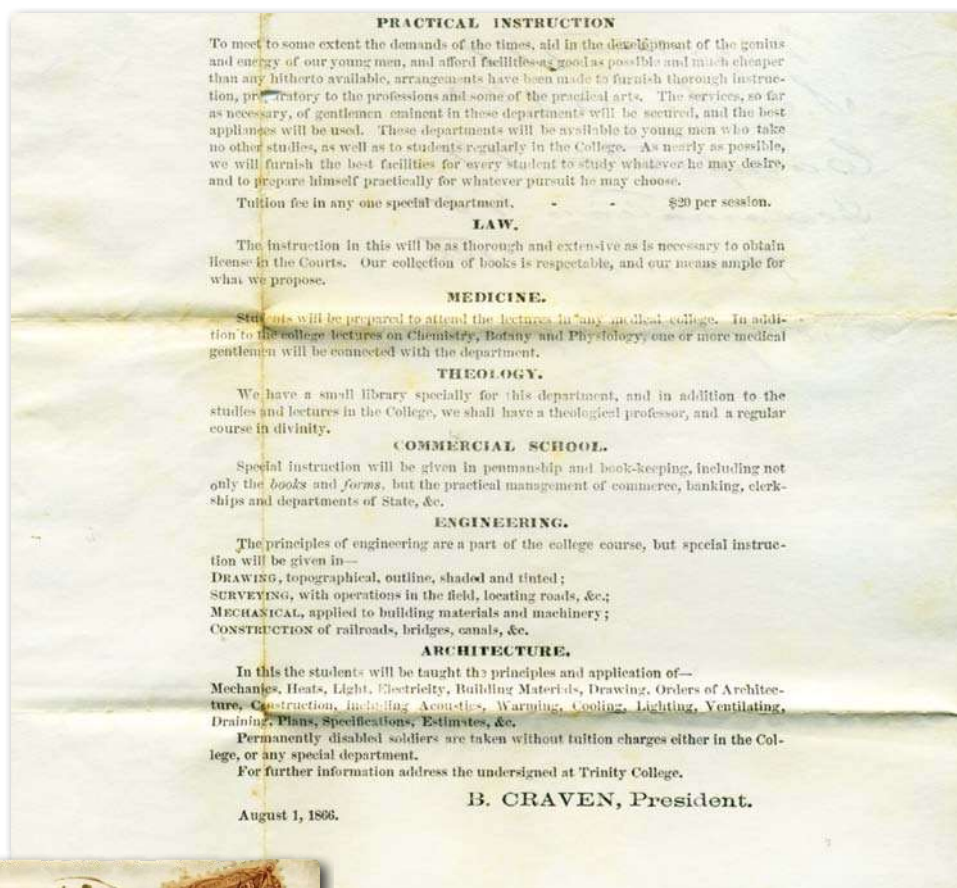 PRACTICAL INSTRUCTION
To meet to some extent the demands of the times, aid in the development of the genius
and energy of our young men, and afford facilities as good as possible and much cheaper
than any hitherto available, arrangements have been made to furnish thorough instruc-
tion, preparatory to the professions and some of the practical arts. The services, so far
as necessary, of gentlemen eminent in these departments will be secured, and the best
appliances will be used. These departments will be available to young men who take
no other studies, as well as to students regularly in the College. As nearly as possible,
we will furnish the best facilities for every student to study whatever he may desire,
and to prepare himself practically for whatever pursuit he may choose.
Tuition fee in any one special department. - - $20 per session.
LAW.
The instruction in this will be as thorough and extensive as is necessary to obtain
license in the Courts. Our collection of books is respectable, and our means ample for
what we propose.
MEDICINE.
Students will be prepared to attend the lectures in any medical college. In addi-
tion to the college lectures on Chemistry, Botany and Physiology, one or more medical
gentlemen will be connected with the department.
THEOLOGY.
We have a small library specially for this department, and in addition to the
studies and lectures in the College, we shall have a theological professor, and a regular
course in divinity.
COMMERCIAL SCHOOL.
Special instruction will be given in penmanship and book-keeping, including not
only the books and forms, but the practical management of commerce, banking, clerk-
ships and departments of State, &c.
ENGINEERING.
The principles of engineering are a part of the college course, but special instruc-
tion will be given in—
DRAWING, topographical, outline, shaded and tinted;
SURVEYING, with operations in the field, locating roads, &c.;
MECHANICAL, applied to building materials and machinery;
CONSTRUCTION of railroads, bridges, canals, &c.
ARCHITECTURE.
In this the students will be taught the principles and application of—
Mechanics, Heats, Light, Electricity, Building Materials, Drawing, Orders of Architec-
ture, Construction, including Acoustics, Warming, Cooling, Lighting, Ventilating,
Draining, Plans, Specifications, Estimates, &c.
Permanently disabled soldiers are taken without tuition charges either in the Col-
lege, or any special department.
For further information address the undersigned at Trinity College.
B. CRAVEN, President.
August 1, 1866.